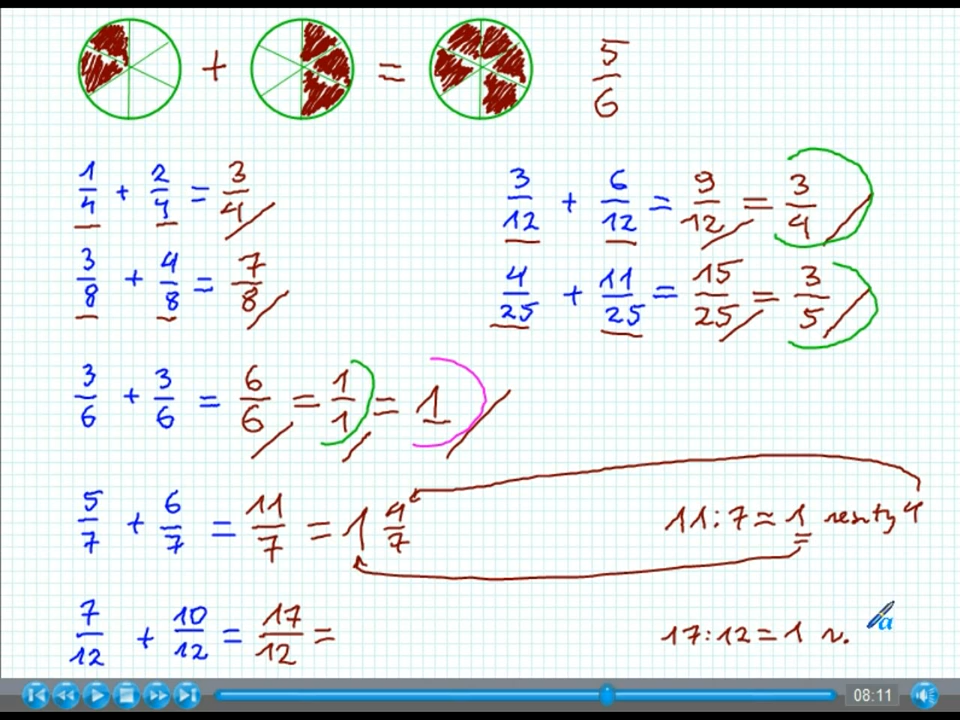 + = 5/6
1/4 + 2/4 = 3/4
3/12 + 6/12 = 9/12 = 3/4
3/8 + 4/8 = 7/8
4/25 + 11/25 = 15/25 = 3/5
3/6 + 3/6 = 6/6 = 1/1 = 1
5/7 + 6/7 = 11/7 = 1 4/7
11:7 = 1 reszty 4
7/12 + 10/12 = 17/12 =
17:12 = 1 r.
08:11